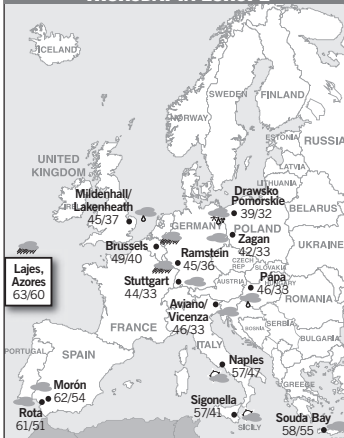 ICELAND
SWEDEN
FINLAND
NORWAY
ESTONIA
RUSSIA
LATVIA
LITHUANIA
UNITED
KINGDOM
Mildenhall/
Lakenheath
45/37
Drawsko
Pomorskie
39/32
BELARUS
GERMANY
POLAND
Zagan
42/33
Brussels
49/40
Ramstein
45/36
UKRAINE
CZECH
REP
SLOVAKIA
Lajes,
Azores
63/60
Stuttgart
44/33
AUSTRIA
Pápa
46/33
HUNGARY
Aviano/
Vicenza
46/33
ROMANIA
FRANCE
BOSNIA
SERBIA
BULGARIA
ITALY
PORTUGAL
SPAIN
Naples
57/47
Morón
62/54
Rota
61/51
Sigonella
57/41
SICILY
GREECE
Souda Bay
58/55